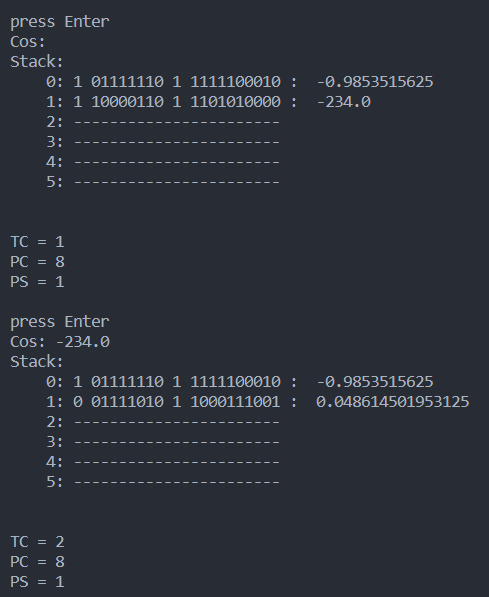 press Enter
Cos:
Stack:
    0: 1 01111110 1 1111100010 :  -0.9853515625
    1: 1 10000110 1 1101010000 :  -234.0
    2: -----------------------
    3: -----------------------
    4: -----------------------
    5: -----------------------
TC = 1
PC = 8
PS = 1
press Enter
Cos: -234.0
Stack:
    0: 1 01111110 1 1111100010 :  -0.9853515625
    1: 0 01111010 1 1000111001 :  0.048614501953125
    2: -----------------------
    3: -----------------------
    4: -----------------------
    5: -----------------------
TC = 2
PC = 8
PS = 1